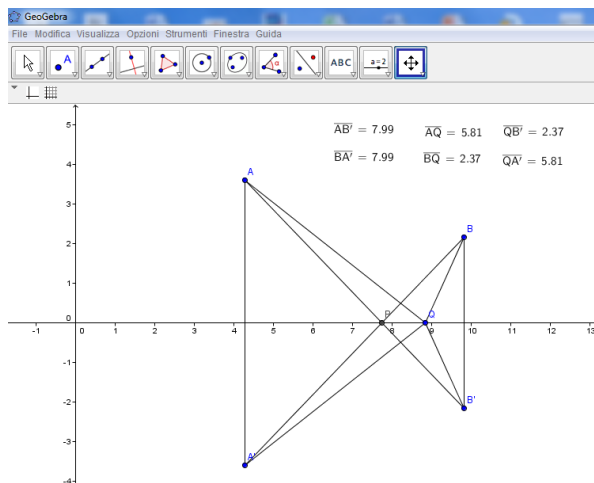 GeoGebra
File Modifica Visualizza Opzioni Strumenti Finestra Guida
A
ABC
a=2
AB' = 7.99 AQ = 5.81 QB' = 2.37
BA' = 7.99 BQ = 2.37 QA' = 5.81
5
A
4
3
B
2
1
P Q
0
-1 0 1 2 3 4 5 6 7 8 9 10 11 12 13
-1
-2
B'
-3
A'
-4